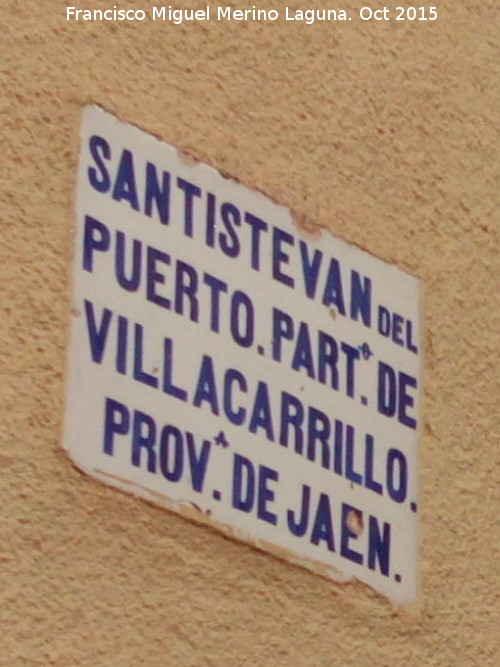 Francisco Miguel Merino Laguna. Oct 2015
SANTISTEVAN DEL
PUERTO. PARTº. DE
VILLACARRILLO.
PROVᴬ. DE JAEN.